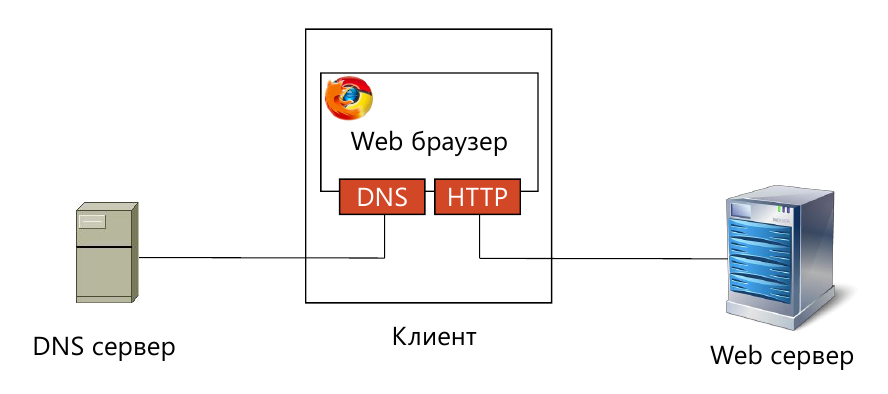 Web браузер
DNS
HTTP
DNS сервер
Клиент
Web сервер